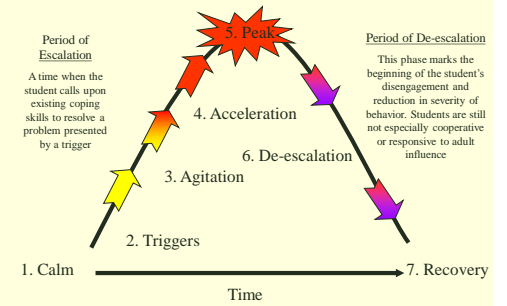 Period of
Escalation
A time when the
student calls upon
existing coping
skills to resolve a
problem presented
by a trigger
5. Peak
Period of De-escalation
This phase marks the
beginning of the student's
disengagement and
reduction in severity of
behavior. Students are still
not especially cooperative
or responsive to adult
influence
4. Acceleration
6. De-escalation
3. Agitation
2. Triggers
1. Calm
7. Recovery
Time